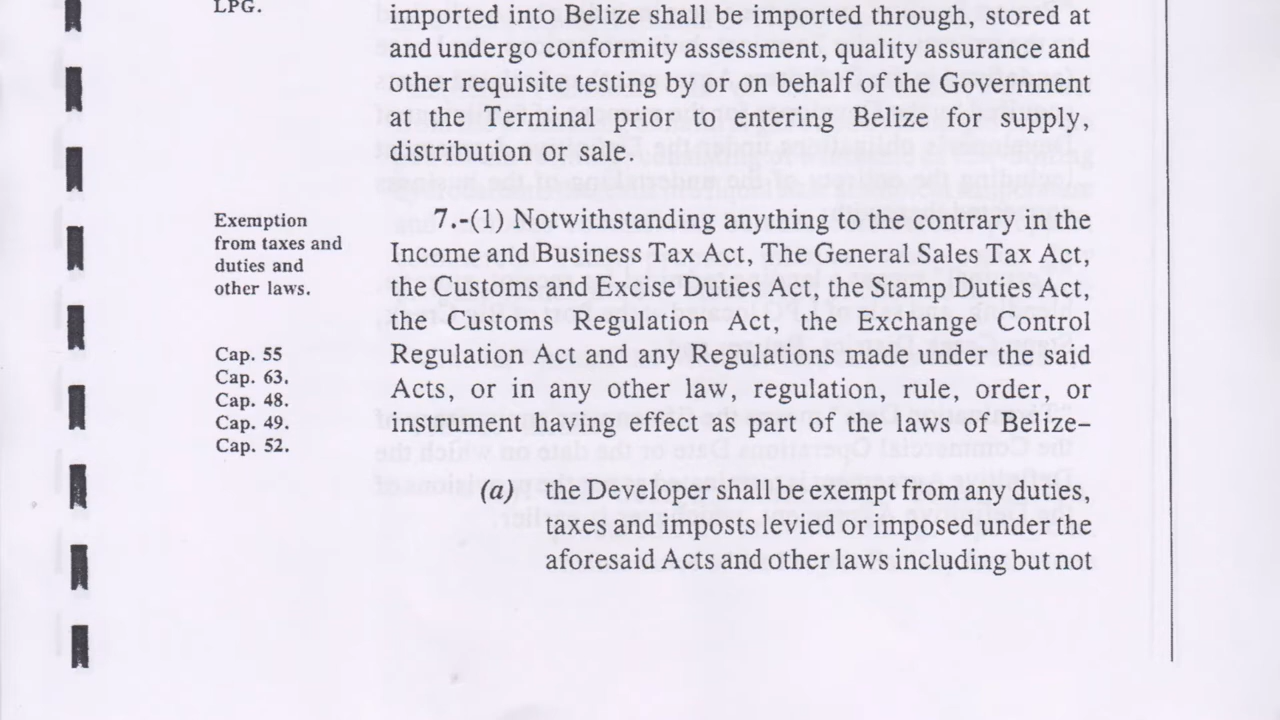 LPG.
imported into Belize shall be imported through, stored at
and undergo conformity assessment, quality assurance and
other requisite testing by or on behalf of the Government
at the Terminal prior to entering Belize for supply,
distribution or sale.
Exemption
from taxes and
duties and
other laws.
Cap. 55
Cap. 63.
Cap. 48.
Cap. 49.
Cap. 52.
7.-(1) Notwithstanding anything to the contrary in the
Income and Business Tax Act, The General Sales Tax Act,
the Customs and Excise Duties Act, the Stamp Duties Act,
the Customs Regulation Act, the Exchange Control
Regulation Act and any Regulations made under the said
Acts, or in any other law, regulation, rule, order, or
instrument having effect as part of the laws of Belize–
(a) the Developer shall be exempt from any duties,
taxes and imposts levied or imposed under the
aforesaid Acts and other laws including but not